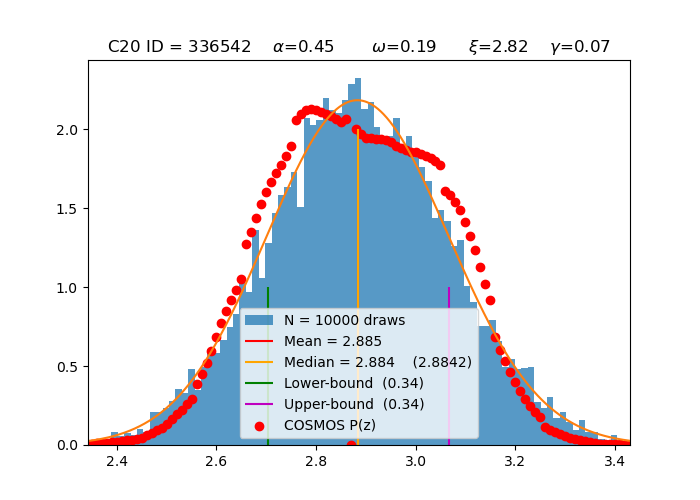 C20 ID = 336542 α=0.45 ω=0.19 ξ=2.82 γ=0.07
2.0
1.5
1.0
0.5
0.0
N = 10000 draws
Mean = 2.885
Median = 2.884 (2.8842)
Lower-bound (0.34)
Upper-bound (0.34)
COSMOS P(z)
2.4 2.6 2.8 3.0 3.2 3.4